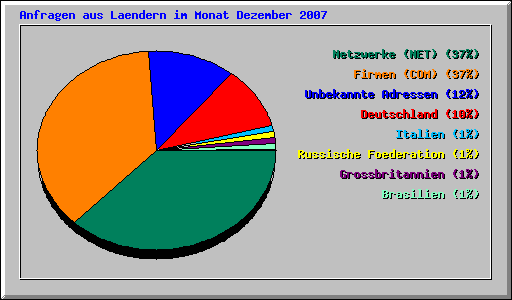 Anfragen aus Laendern im Monat Dezember 2007
Netzwerke (NET) (37%)
Firmen (COM) (37%)
Unbekannte Adressen (12%)
Deutschland (10%)
Italien (1%)
Russische Foederation (1%)
Grossbritannien (1%)
Brasilien (1%)